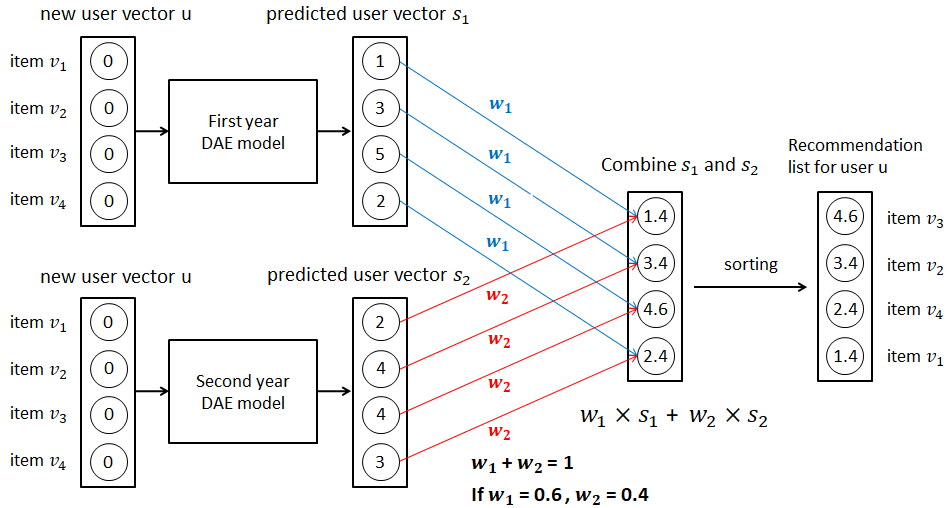 new user vector u
predicted user vector s₁
item v₁
0
1
item v₂
0
3
item v₃
0
5
item v₄
0
2
First year
DAE model
w₁
w₁
w₁
w₁
new user vector u
predicted user vector s₂
item v₁
0
2
item v₂
0
4
item v₃
0
4
item v₄
0
3
Second year
DAE model
w₂
w₂
w₂
w₂
Combine s₁ and s₂
1.4
3.4
4.6
2.4
w₁ × s₁ + w₂ × s₂
w₁ + w₂ = 1
If w₁ = 0.6 , w₂ = 0.4
sorting
Recommendation
list for user u
4.6 item v₃
3.4 item v₂
2.4 item v₄
1.4 item v₁